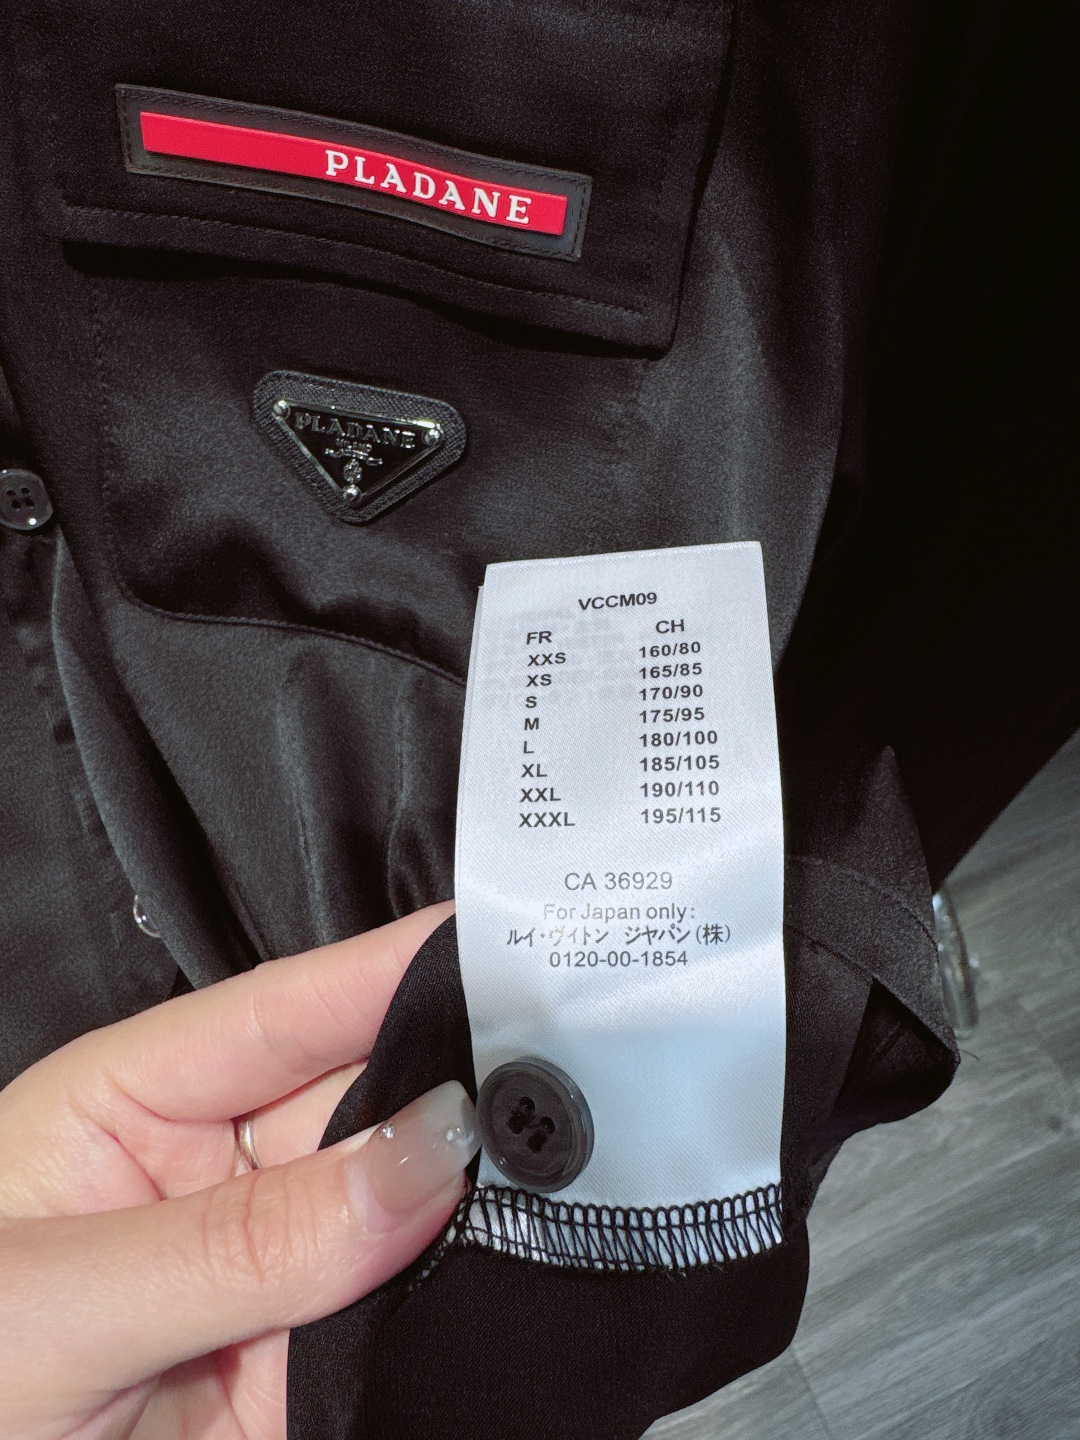 PLADANE
PLADANE
MILANO
VCCM09
FR CH
XXS 160/80
XS 165/85
S 170/90
M 175/95
L 180/100
XL 185/105
XXL 190/110
XXXL 195/115
CA 36929
For Japan only:
ルイ・ヴィトン ジャパン(株)
0120-00-1854